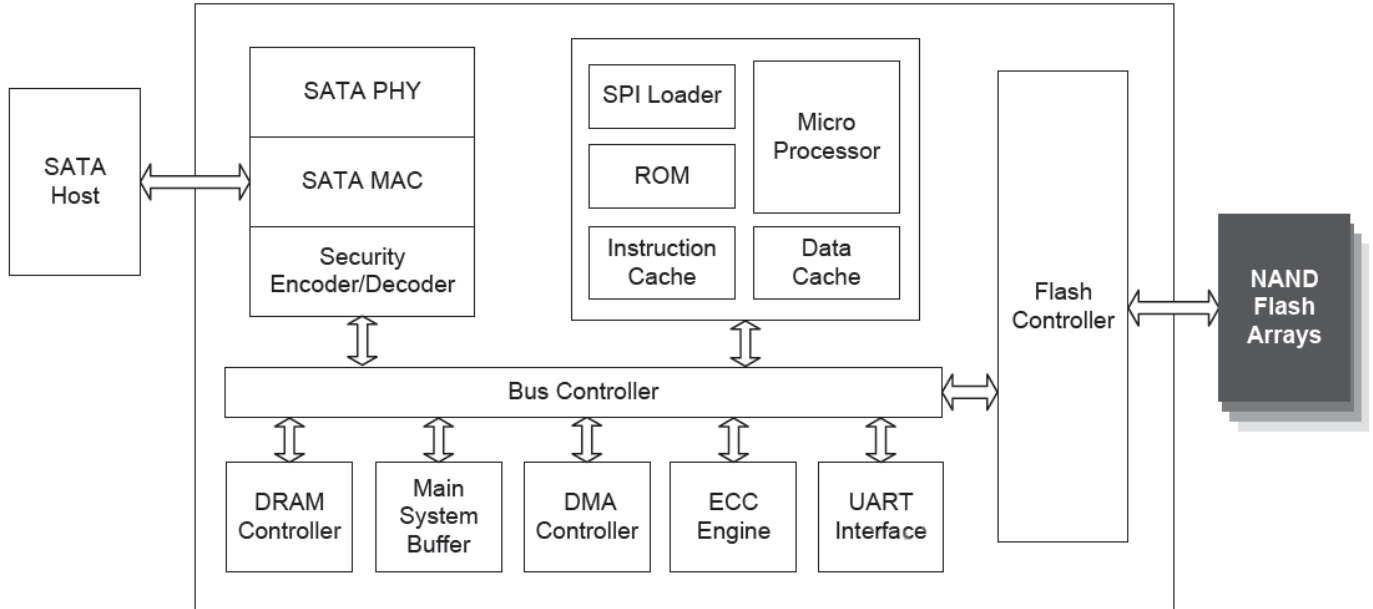 SATA
Host
SATA PHY
SATA MAC
Security
Encoder/Decoder
SPI Loader
ROM
Instruction
Cache
Micro
Processor
Data
Cache
Flash
Controller
NAND
Flash
Arrays
Bus Controller
DRAM
Controller
Main
System
Buffer
DMA
Controller
ECC
Engine
UART
Interface